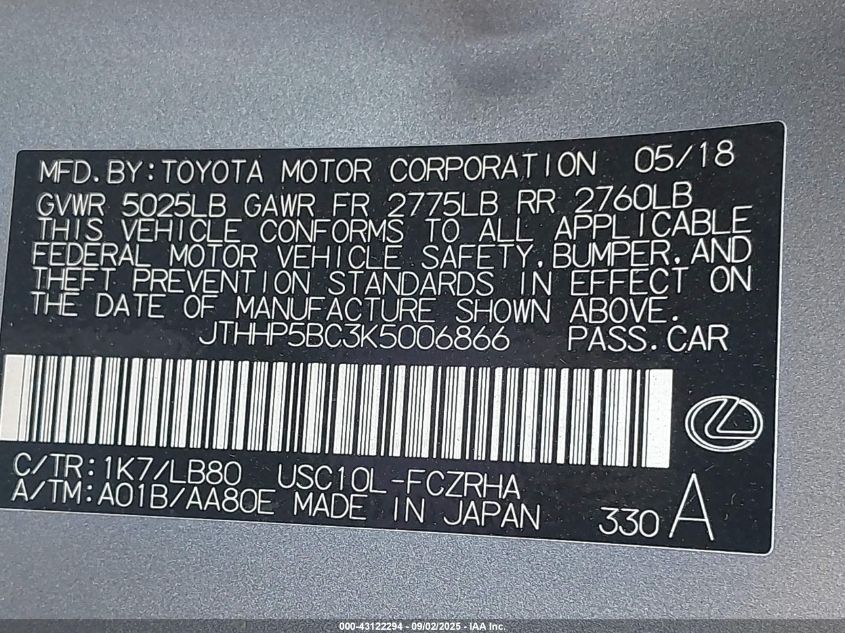 MFD.BY:TOYOTA MOTOR CORPORATION 05/18
GVWR 5025LB GAWR FR 2775LB RR 2760LB
THIS VEHICLE CONFORMS TO ALL APPLICABLE
FEDERAL MOTOR VEHICLE SAFETY,BUMPER,AND
THEFT PREVENTION STANDARDS IN EFFECT ON
THE DATE OF MANUFACTURE SHOWN ABOVE.
JTHHP5BC3K5006866 PASS.CAR
C/TR:1K7/LB80 USC10L-FCZRHA
A/TM:A01B/AA80E MADE IN JAPAN 330 A
000-43122294 - 09/02/2025 - IAA Inc.